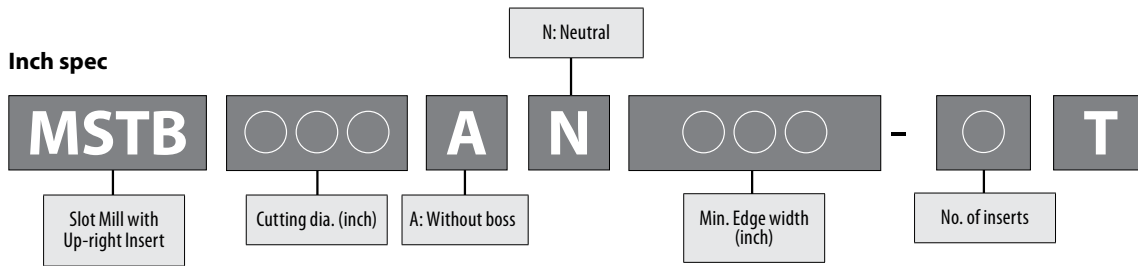 N: Neutral
Inch spec
MSTB ○○○ A N ○○○ - ○ T
Slot Mill with
Up-right Insert
Cutting dia. (inch)
A: Without boss
Min. Edge width
(inch)
No. of inserts